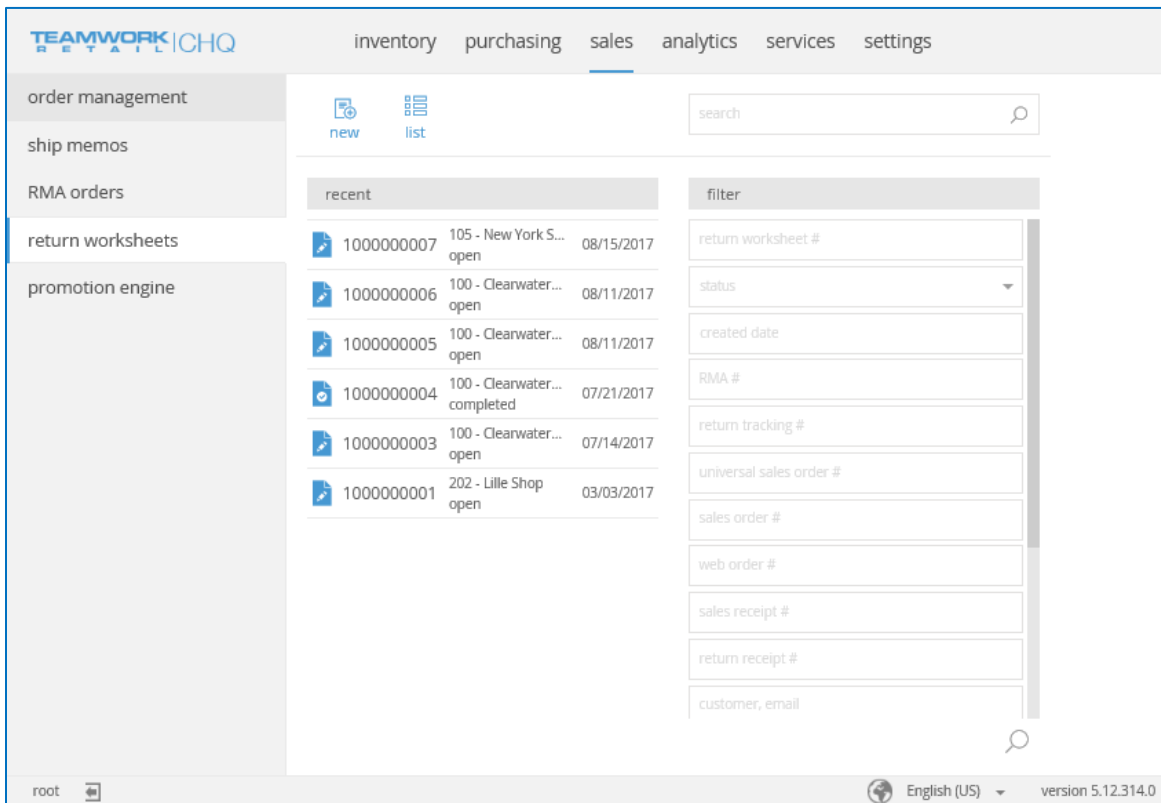 TEAMWORK CHQ
RETAIL
inventory purchasing sales analytics services settings
order management
ship memos
RMA orders
return worksheets
promotion engine
new list
search
recent
1000000007 105 - New York S... 08/15/2017
open
1000000006 100 - Clearwater... 08/11/2017
open
1000000005 100 - Clearwater... 08/11/2017
open
1000000004 100 - Clearwater... 07/21/2017
completed
1000000003 100 - Clearwater... 07/14/2017
open
1000000001 202 - Lille Shop 03/03/2017
open
filter
return worksheet #
status
created date
RMA #
return tracking #
universal sales order #
sales order #
web order #
sales receipt #
return receipt #
customer, email
root English (US) version 5.12.314.0